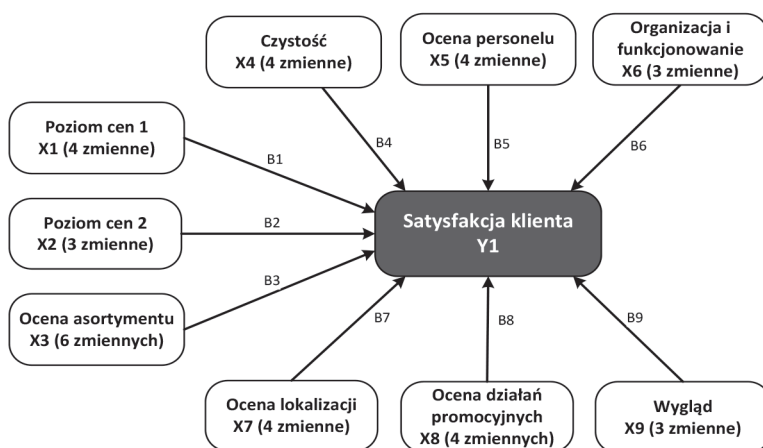 Czystość
X4 (4 zmienne)
Ocena personelu
X5 (4 zmienne)
Organizacja i
funkcjonowanie
X6 (3 zmienne)
Poziom cen 1
X1 (4 zmienne)
B1
B4
B5
B6
Poziom cen 2
X2 (3 zmienne)
B2
Satysfakcja klienta
Y1
Ocena asortymentu
X3 (6 zmiennych)
B3
B7
B8
B9
Ocena lokalizacji
X7 (4 zmienne)
Ocena działań
promocyjnych
X8 (4 zmiennych)
Wygląd
X9 (3 zmienne)